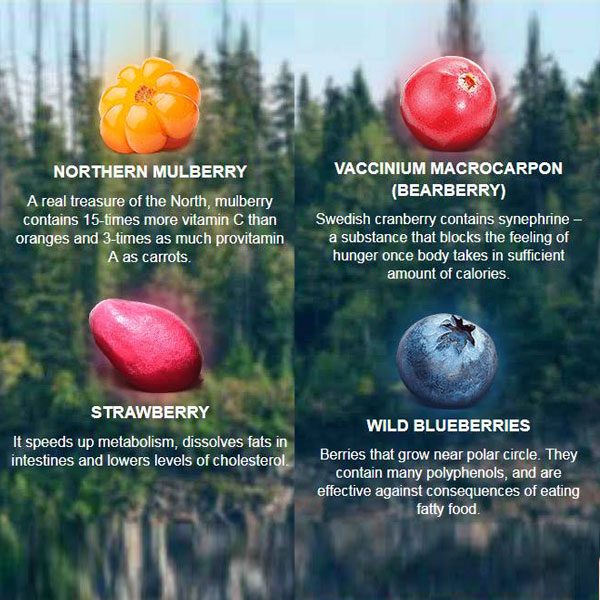 NORTHERN MULBERRY
A real treasure of the North, mulberry
contains 15-times more vitamin C than
oranges and 3-times as much provitamin
A as carrots.
VACCINIUM MACROCARPON
(BEARBERRY)
Swedish cranberry contains synephrine –
a substance that blocks the feeling of
hunger once body takes in sufficient
amount of calories.
STRAWBERRY
It speeds up metabolism, dissolves fats in
intestines and lowers levels of cholesterol.
WILD BLUEBERRIES
Berries that grow near polar circle. They
contain many polyphenols, and are
effective against consequences of eating
fatty food.